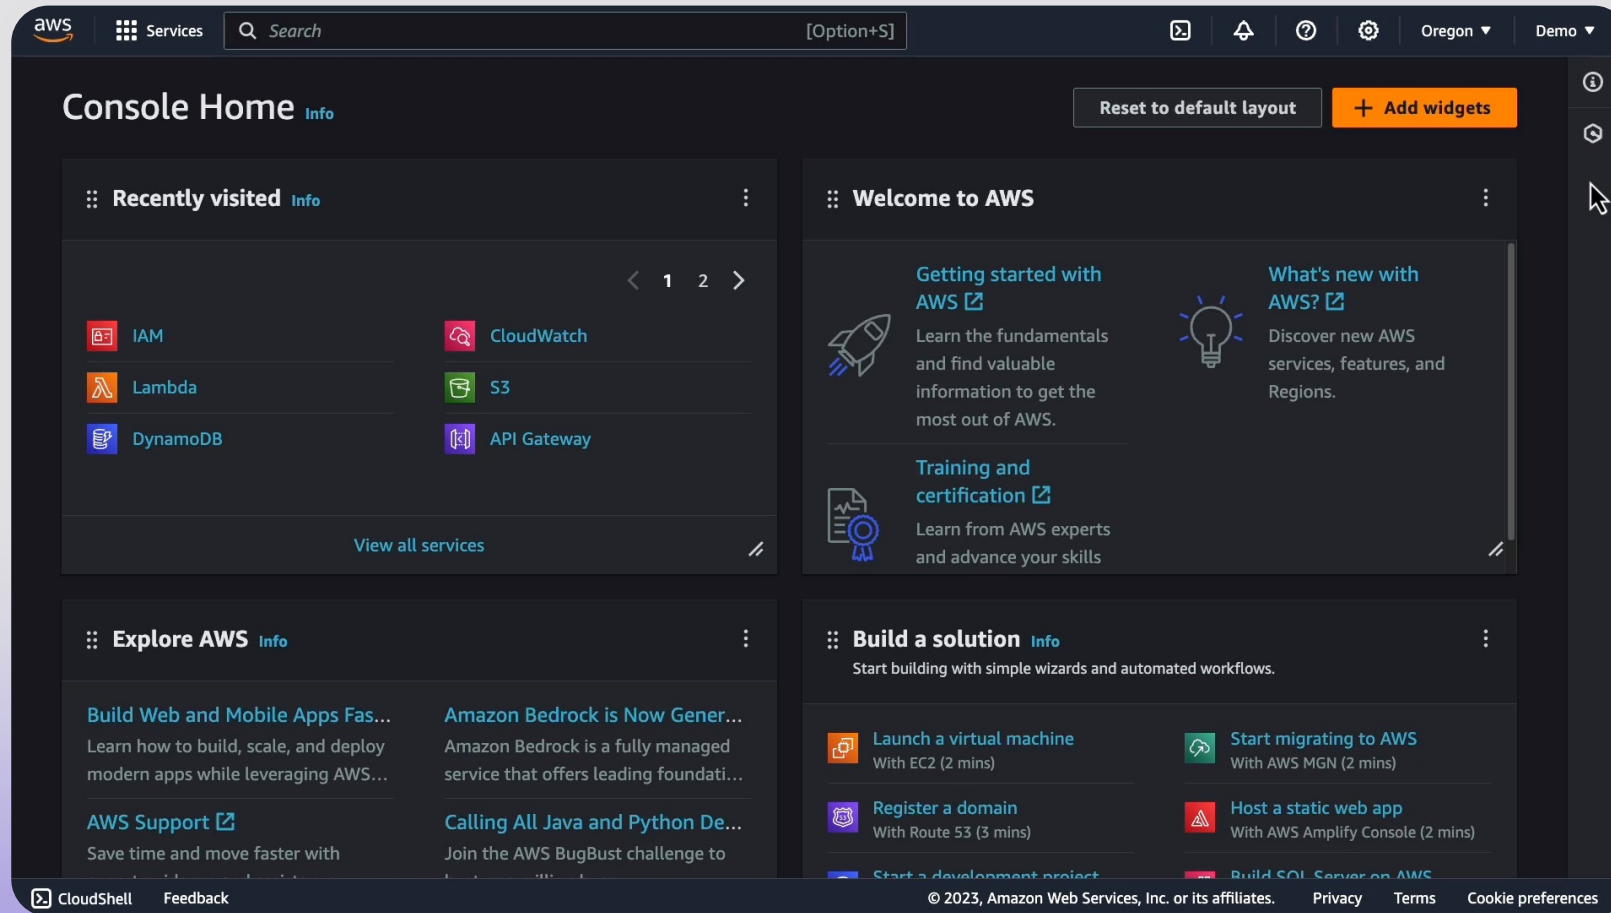 aws
Services
Search
[Option+S]
Oregon
Demo
Console Home Info
Reset to default layout
Add widgets
Recently visited Info
1 2
IAM
CloudWatch
Lambda
S3
DynamoDB
API Gateway
View all services
Welcome to AWS
Getting started with
AWS
Learn the fundamentals
and find valuable
information to get the
most out of AWS.
What's new with
AWS?
Discover new AWS
services, features, and
Regions.
Training and
certification
Learn from AWS experts
and advance your skills
Explore AWS Info
Build Web and Mobile Apps Fas...
Learn how to build, scale, and deploy
modern apps while leveraging AWS...
Amazon Bedrock is Now Gener...
Amazon Bedrock is a fully managed
service that offers leading foundati...
AWS Support
Save time and move faster with
Calling All Java and Python De...
Join the AWS BugBust challenge to
Build a solution Info
Start building with simple wizards and automated workflows.
Launch a virtual machine
With EC2 (2 mins)
Start migrating to AWS
With AWS MGN (2 mins)
Register a domain
With Route 53 (3 mins)
Host a static web app
With AWS Amplify Console (2 mins)
Start a development project
Build SQL Server on AWS
CloudShell
Feedback
© 2023, Amazon Web Services, Inc. or its affiliates.
Privacy
Terms
Cookie preferences